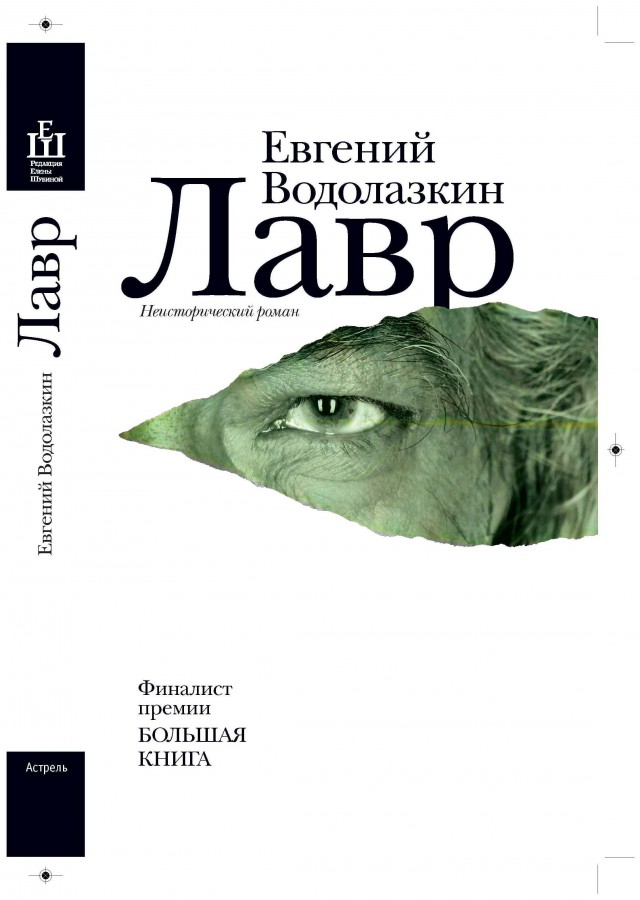 ЕШ
Редакция
Елены
Шубиной
Лавр
Евгений Водолазкин
Астрель
Евгений
Водолазкин
Лавр
Неисторический роман
Финалист
премии
БОЛЬШАЯ
КНИГА